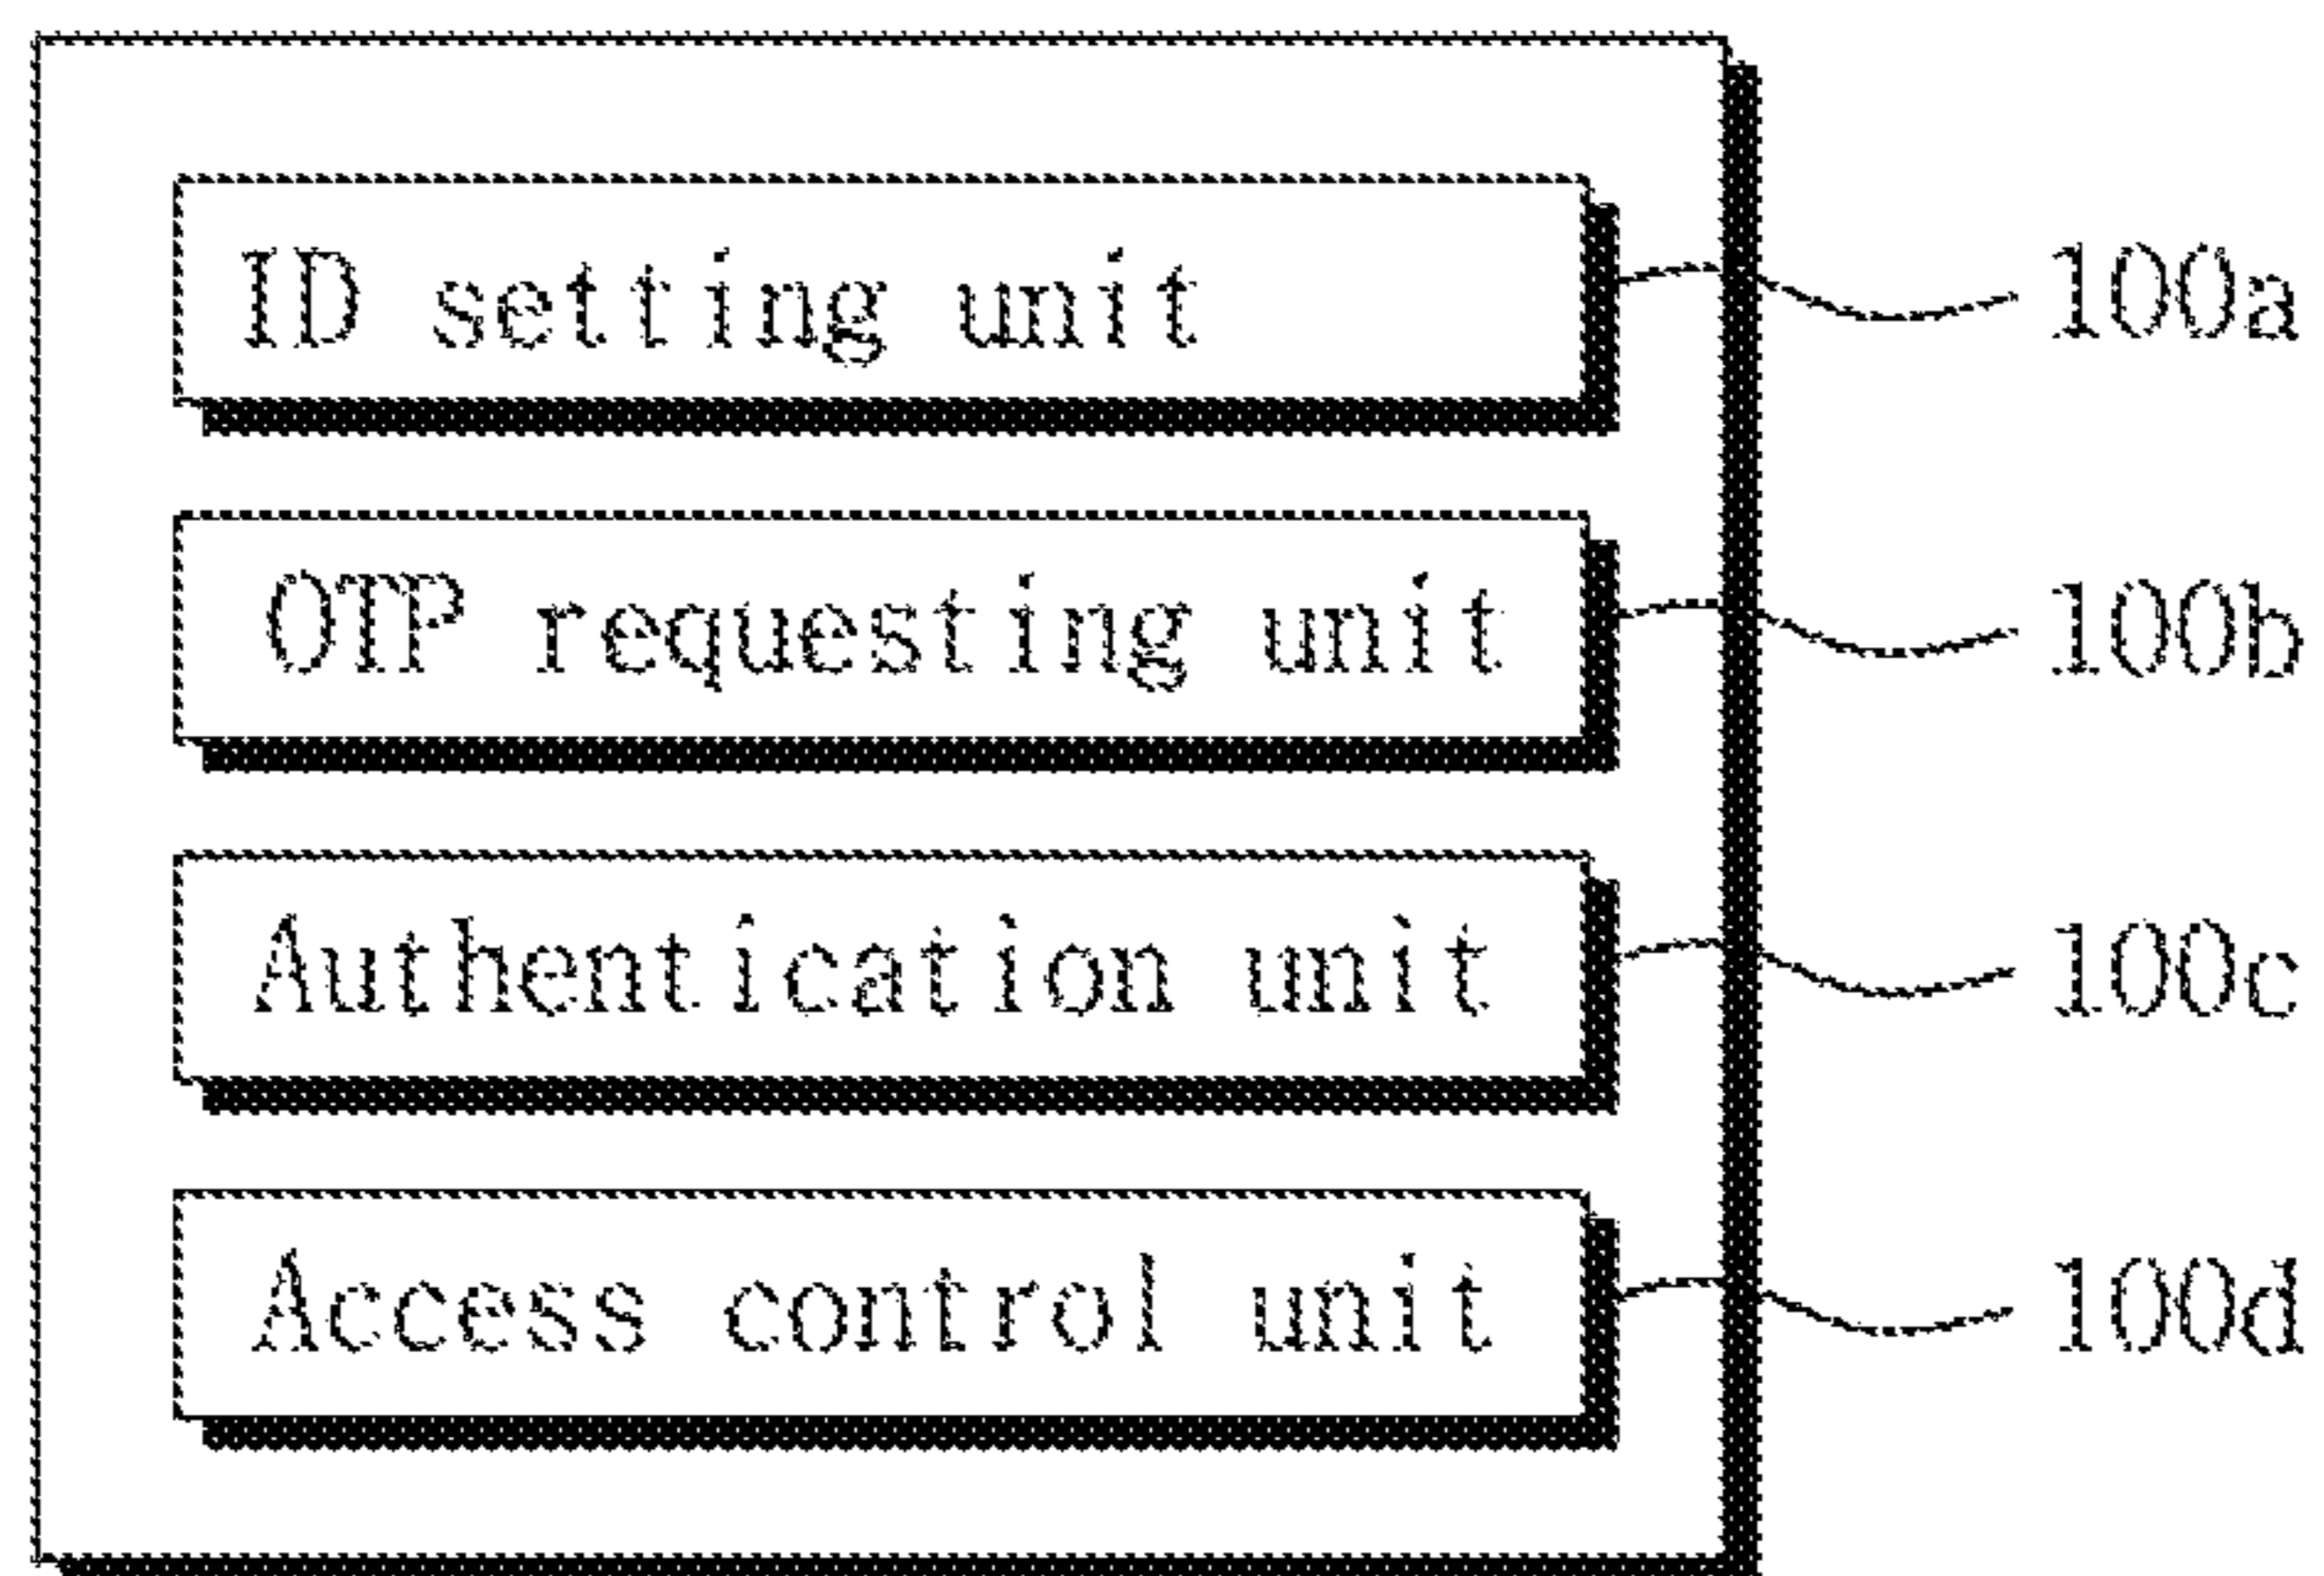 ID setting unit 100a
OTP requesting unit 100b
Authentication unit 100c
Access control unit 100d